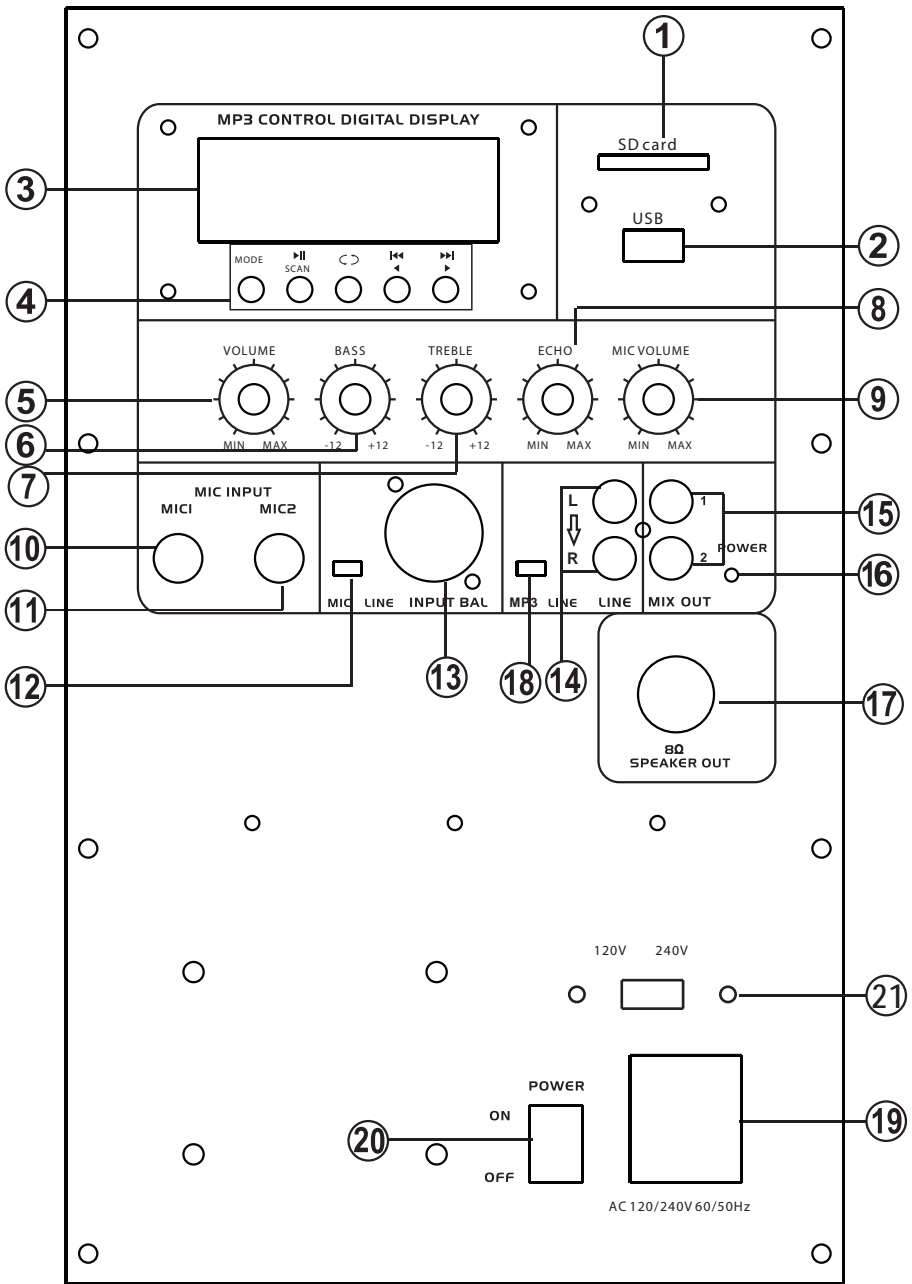 1
MP3 CONTROL DIGITAL DISPLAY
SD card
3
USB
2
MODE
SCAN
4
8
VOLUME BASS TREBLE ECHO MIC VOLUME
5
9
6
MIN MAX -12 +12 -12 +12 MIN MAX MIN MAX
7
MIC INPUT
MIC1 MIC2
L
1
15
10
R
2
POWER
16
11
MIC LINE INPUT BAL MP3 LINE LINE MIX OUT
12
13
18
14
17
8Ω
SPEAKER OUT
120V 240V
21
POWER
ON
19
20
OFF
AC 120/240V 60/50Hz